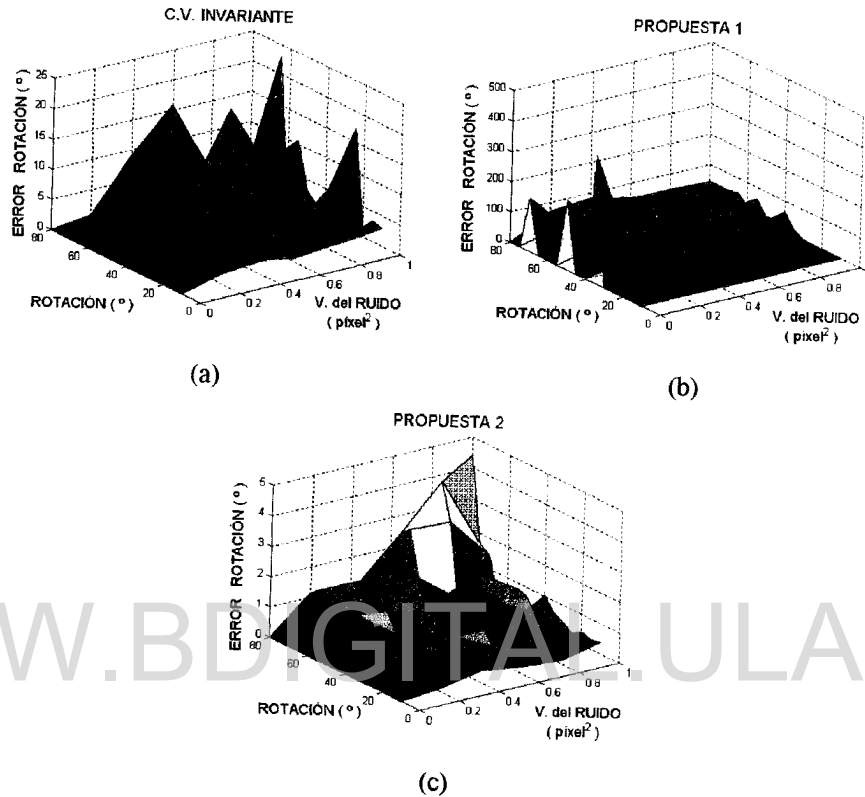 C.V. INVARIANTE
ERROR ROTACIÓN ( º )
25
20
15
10
5
0
80
60
40
20
0
ROTACIÓN ( º )
0
0.2
0.4
0.6
0.8
1
V. del RUIDO
( píxel² )
(a)
PROPUESTA 1
ERROR ROTACIÓN ( º )
500
400
300
200
100
0
80
60
40
20
0
ROTACIÓN ( º )
0
0.2
0.4
0.6
0.8
V. del RUIDO
( pixel² )
(b)
PROPUESTA 2
ERROR ROTACIÓN ( º )
5
4
3
2
1
0
80
60
40
20
0
ROTACIÓN ( º )
0
0.2
0.4
0.6
0.8
1
V. del RUIDO
( pixel² )
(c)
W.BDIGITAL.ULA